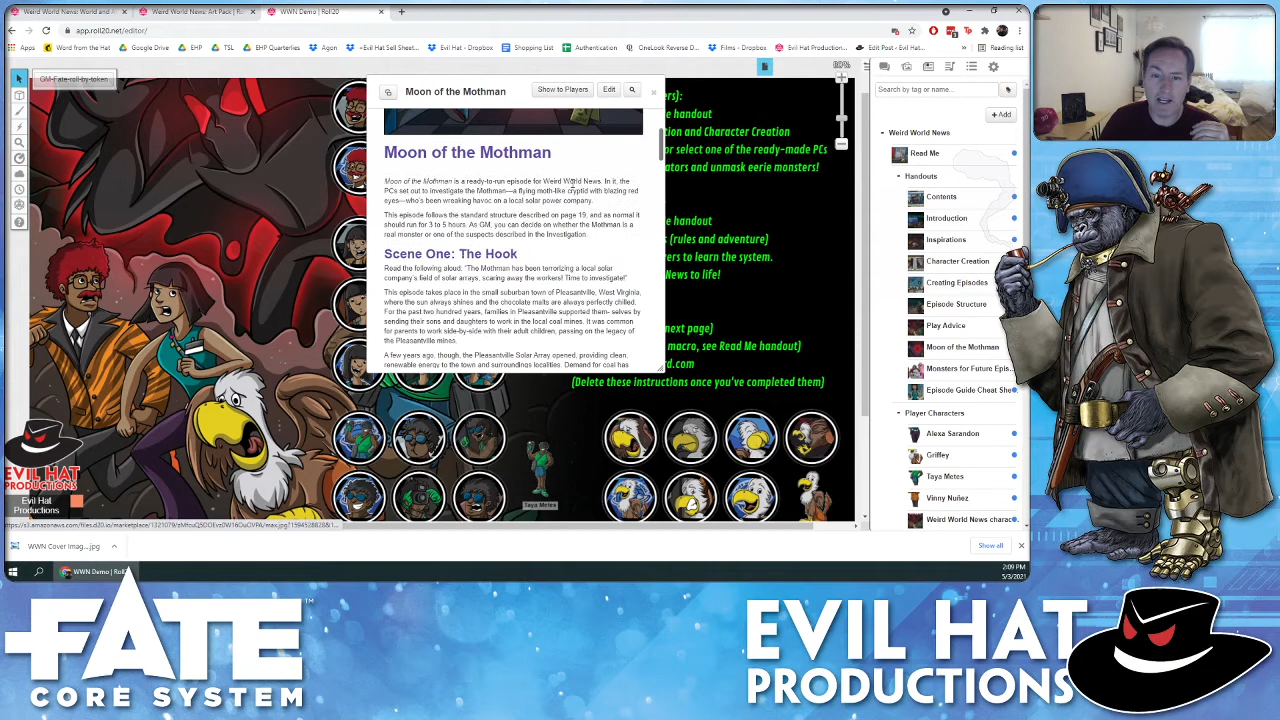 Weird World News: World and A
Weird World News: Art Pack | R
WWN Demo | Roll20
app.roll20.net/editor/
Apps
Word from the Hat
Google Drive
EHP
TSL
EHP Quarterlies
Agon
+Evil Hat Sell Sheet...
Evil Hat - Dropbox
Shopping List
Authentication
OneLook Reverse D...
Films - Dropbox
Evil Hat Production...
Edit Post - Evil Hat...
»
Reading list
GM-Fate-roll-by-token
Moon of the Mothman
Show to Players
Edit
80%
Moon of the Mothman
Moon of the Mothman is a ready-to-run episode for Weird World News. In it, the
PCs set out to investigate the Mothman—a flying moth-like cryptid with blazing red
eyes—who's been wreaking havoc on a local solar power company.
This episode follows the standard structure described on page 19, and as normal it
should run for 3 to 5 hours. As GM, you can decide on whether the Mothman is a
real monster or one of the suspects described in the Investigation
Scene One: The Hook
Read the following aloud: "The Mothman has been terrorizing a local solar
company's field of solar arrays, scaring away the workers! Time to investigate!"
This episode takes place in the small suburban town of Pleasantville, West Virginia,
where the sun always shines and the chocolate malts are always perfectly chilled.
For the past two hundred years, families in Pleasantville supported them- selves by
sending their sons and daughters to work in the local coal mines. It was common
for parents to work side-by-side with their adult children, passing on the legacy of
the Pleasantville mines.
A few years ago, though, the Pleasantville Solar Array opened, providing clean,
renewable energy to the town and surroundings localities. Demand for coal has
ers):
handout
tion and Character Creation
or select one of the ready-made PCs
ators and unmask eerie monsters!
handout
s (rules and adventure)
ers to learn the system.
News to life!
next page)
macro, see Read Me handout)
rd.com
(Delete these instructions once you've completed them)
Taya Metes
Search by tag or name...
+ Add
Weird World News
Read Me
Handouts
Contents
Introduction
Inspirations
Character Creation
Creating Episodes
Episode Structure
Play Advice
Moon of the Mothman
Monsters for Future Epis...
Episode Guide Cheat She
Player Characters
Alexa Sarandon
Griffey
Taya Metes
Vinny Nuñez
Weird World News charac
EVIL HAT
PRODUCTIONS
Evil Hat
Productions
WWN Cover Imag....jpg
Show all
WWN Demo | Roll2
2:09 PM
5/3/2021
FATE
™
CORE SYSTEM
EVIL HAT
PRODUCTIONS